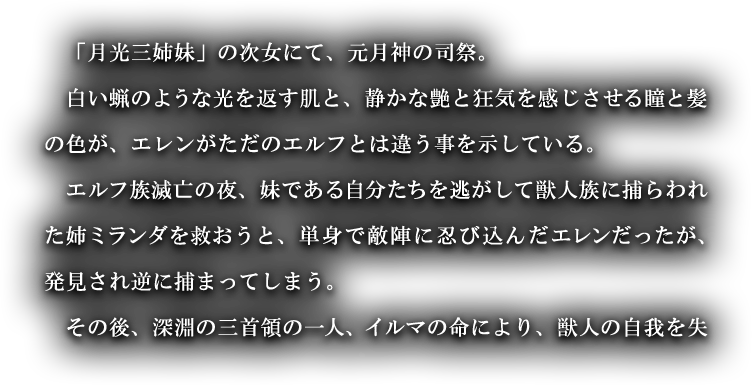 「月光三姉妹」の次女にて、元月神の司祭。
白い蝋のような光を返す肌と、静かな艶と狂気を感じさせる瞳と髪
の色が、エレンがただのエルフとは違う事を示している。
エルフ族滅亡の夜、妹である自分たちを逃がして獣人族に捕らわれ
た姉ミランダを救おうと、単身で敵陣に忍び込んだエレンだったが、
発見され逆に捕まってしまう。
その後、深淵の三首領の一人、イルマの命により、獣人の自我を失